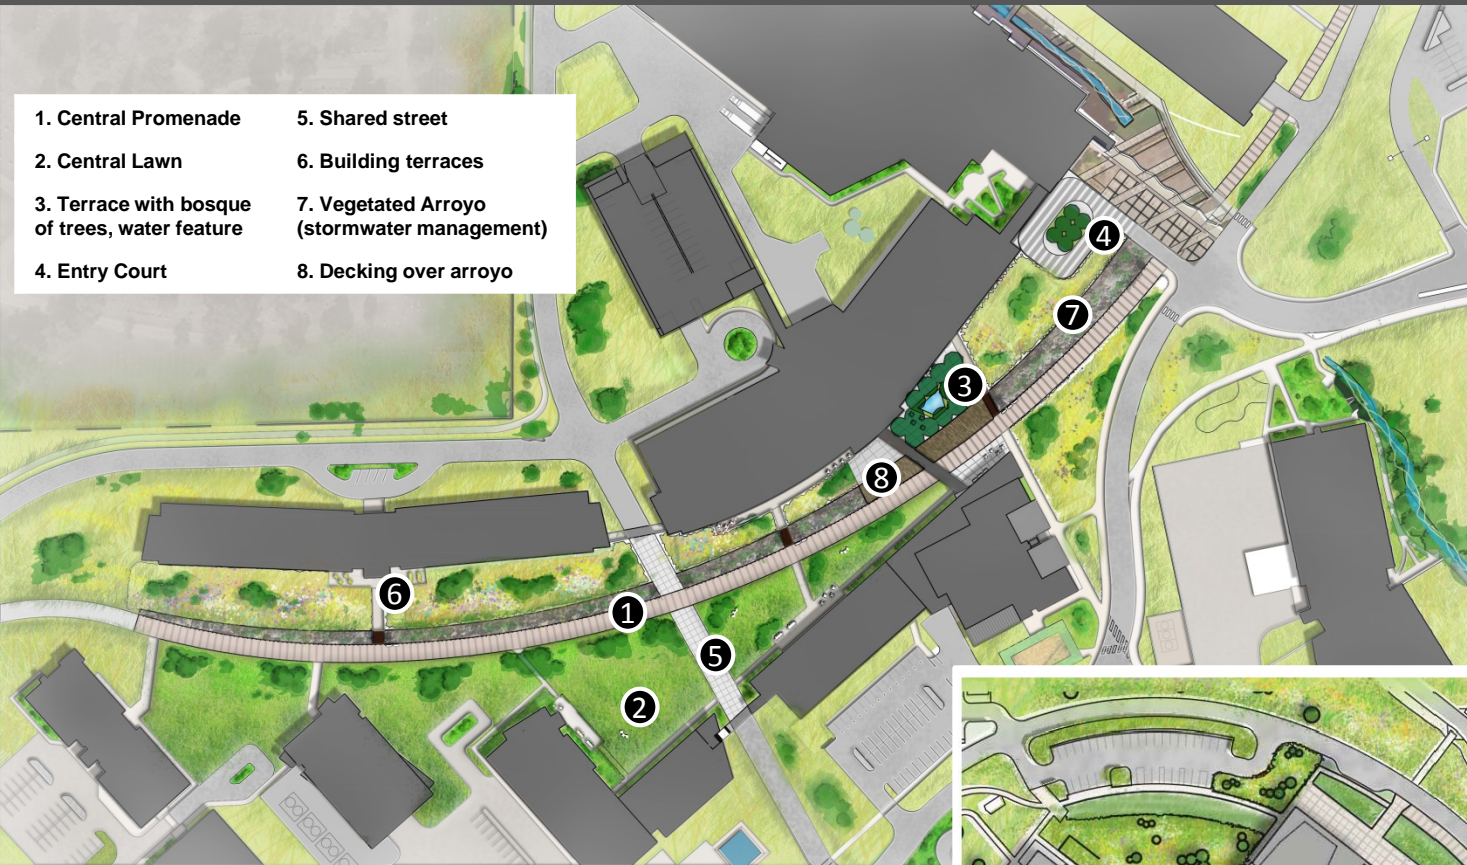 1. Central Promenade
2. Central Lawn
3. Terrace with bosque
of trees, water feature
4. Entry Court
5. Shared street
6. Building terraces
7. Vegetated Arroyo
(stormwater management)
8. Decking over arroyo
4
7
3
8
6
1
5
2